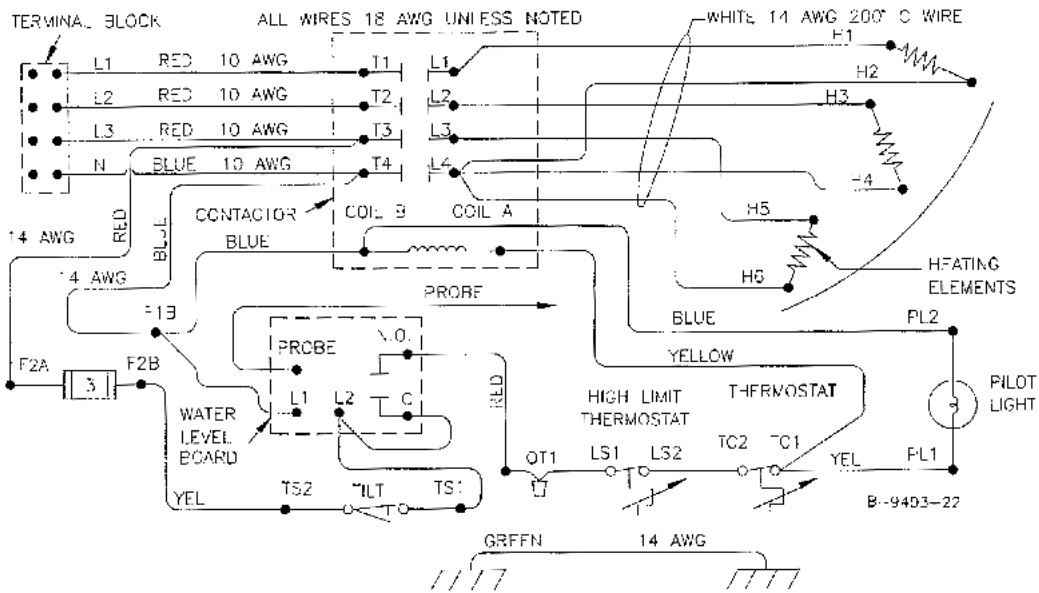 TERMINAL BLOCK
ALL WIRES 18 AWG UNLESS NOTED
WHITE 14 AWG 200° C WIRE
L1 RED 10 AWG T1 L1 H1
L2 RED 10 AWG T2 L2 H2
L3 RED 10 AWG T3 L3 H3
N BLUE 10 AWG T4 L4 H4
CONTACTOR
COIL B COIL A
H5
14 AWG
RED
BLUE
BLUE
14 AWG
PROBE
H6
HEATING
ELEMENTS
BLUE
PL2
F1B
PROBE
N.O.
YELLOW
F2A
3
F2B
L1
L2
C
RED
WATER
LEVEL
BOARD
HIGH LIMIT
THERMOSTAT
THERMOSTAT
PILOT
LIGHT
OT1
LS1
LS2
TC2
TC1
YEL
PL1
YEL
TS2
TILT
TS1
GREEN 14 AWG